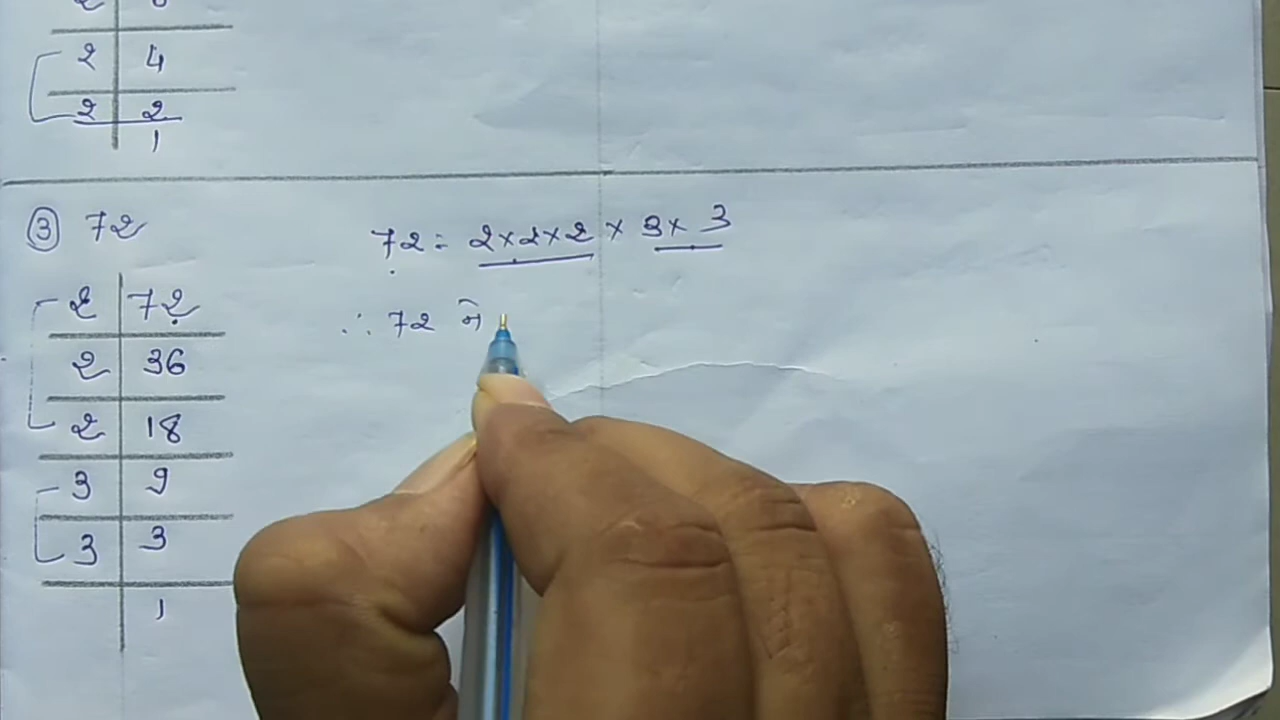 2 | 4
2 | 2
1
③ 72
72 = 2×2×2 × 3× 3
2 | 72
∴ 72 ને
2 | 36
2 | 18
3 | 9
3 | 3
1